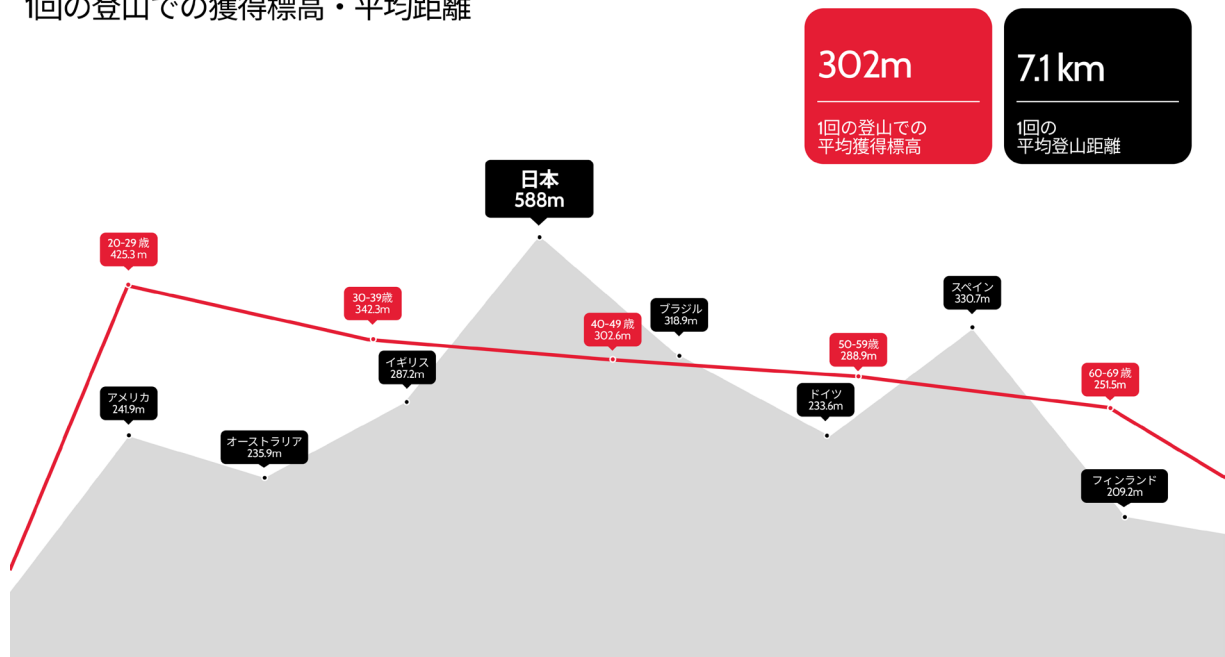 1回の登山での獲得標高・平均距離
302m
1回の登山での
平均獲得標高
7.1 km
1回の
平均登山距離
日本
588m
20-29 歳
425.3 m
30-39歳
342.3m
40-49 歳
302.6m
ブラジル
318.9m
スペイン
330.7m
50-59歳
288.9m
イギリス
287.2m
60-69 歳
251.5m
アメリカ
241.9m
ドイツ
233.6m
オーストラリア
235.9m
フィンランド
209.2m